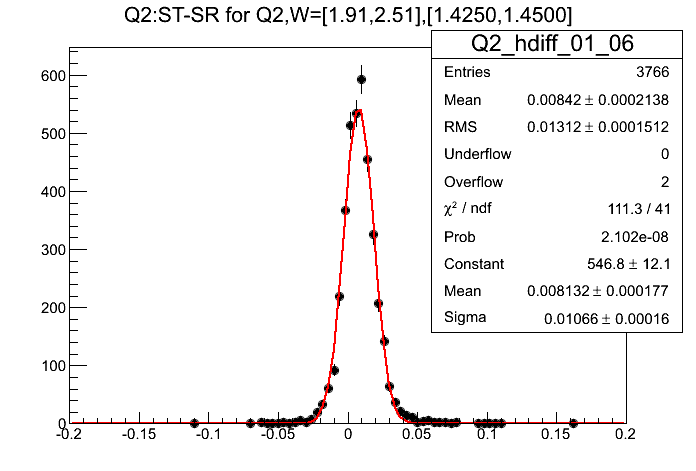 Q2:ST-SR for Q2,W=[1.91,2.51],[1.4250,1.4500]
Q2_hdiff_01_06
Entries 3766
Mean 0.00842 ± 0.0002138
RMS 0.01312 ± 0.0001512
Underflow 0
Overflow 2
χ² / ndf 111.3 / 41
Prob 2.102e-08
Constant 546.8 ± 12.1
Mean 0.008132 ± 0.000177
Sigma 0.01066 ± 0.00016
600
500
400
300
200
100
0
-0.2 -0.15 -0.1 -0.05 0 0.05 0.1 0.15 0.2